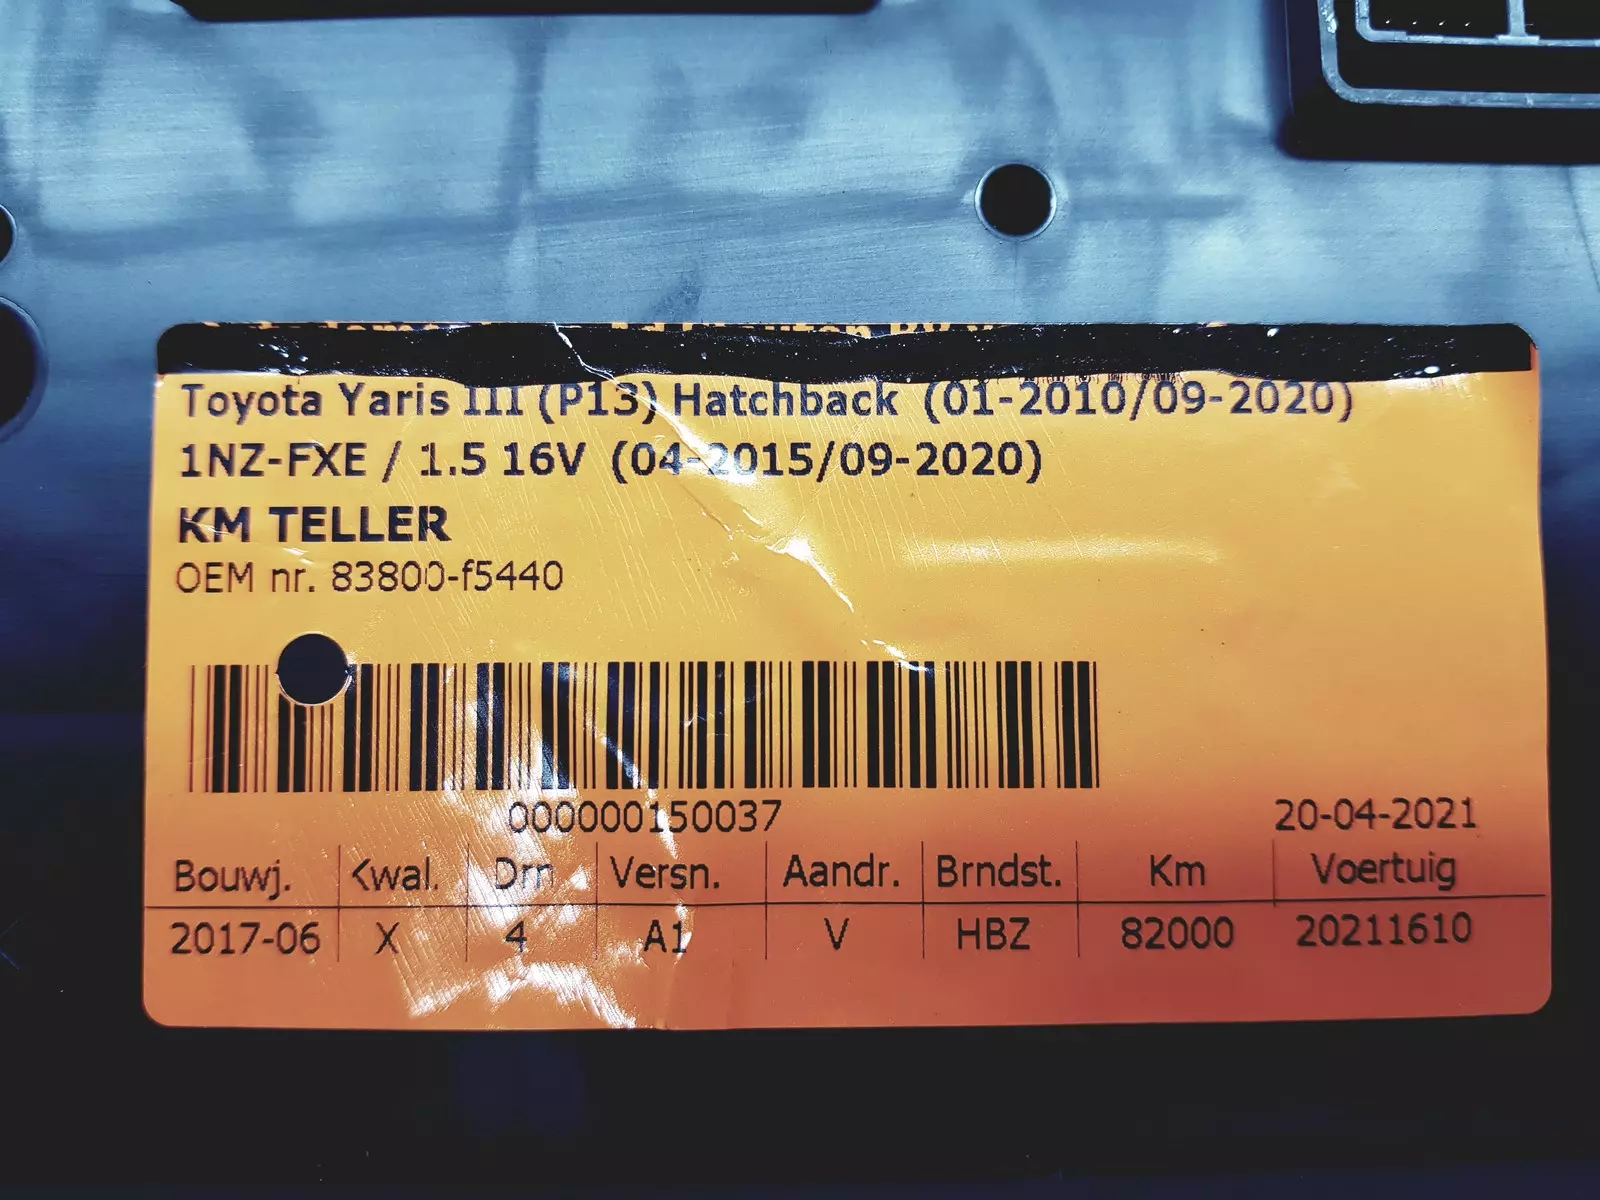 Toyota Yaris III (P13) Hatchback (01-2010/09-2020)
1NZ-FXE / 1.5 16V (04-2015/09-2020)
KM TELLER
OEM nr. 83800-f5440
000000150037
20-04-2021
Bouwj. Kwal. Drn Versn. Aandr. Brndst. Km Voertuig
2017-06 X 4 A1 V HBZ 82000 20211610